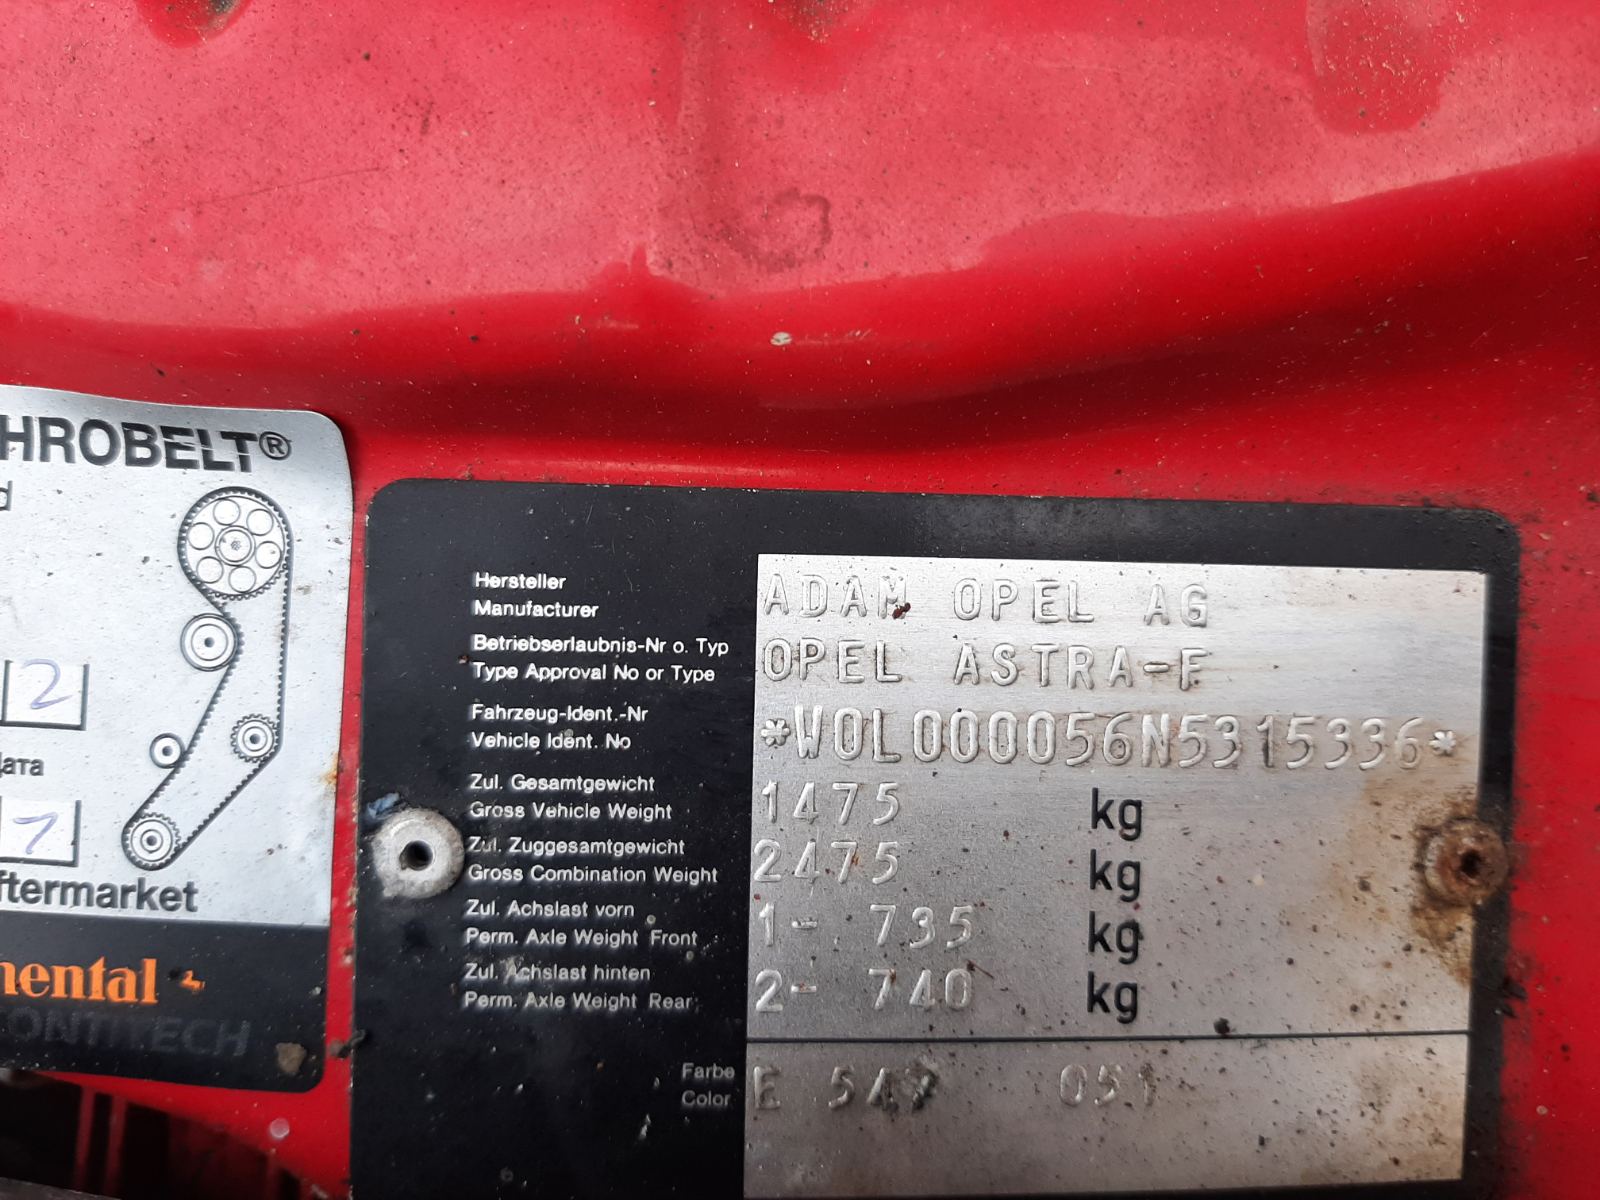 HROBELT®
d
2
ата
7
ftermarket
nental
ONTITECH
Hersteller
Manufacturer
ADAM OPEL AG
Betriebserlaubnis-Nr o. Typ
Type Approval No or Type
OPEL ASTRA-F
Fahrzeug-Ident.-Nr
Vehicle Ident. No
*W0L000056N5315336*
Zul. Gesamtgewicht
Gross Vehicle Weight
1475 kg
Zul. Zuggesamtgewicht
Gross Combination Weight
2475 kg
Zul. Achslast vorn
Perm. Axle Weight Front
1- 735 kg
Zul. Achslast hinten
Perm. Axle Weight Rear
2- 740 kg
Farbe
Color
E 547 051